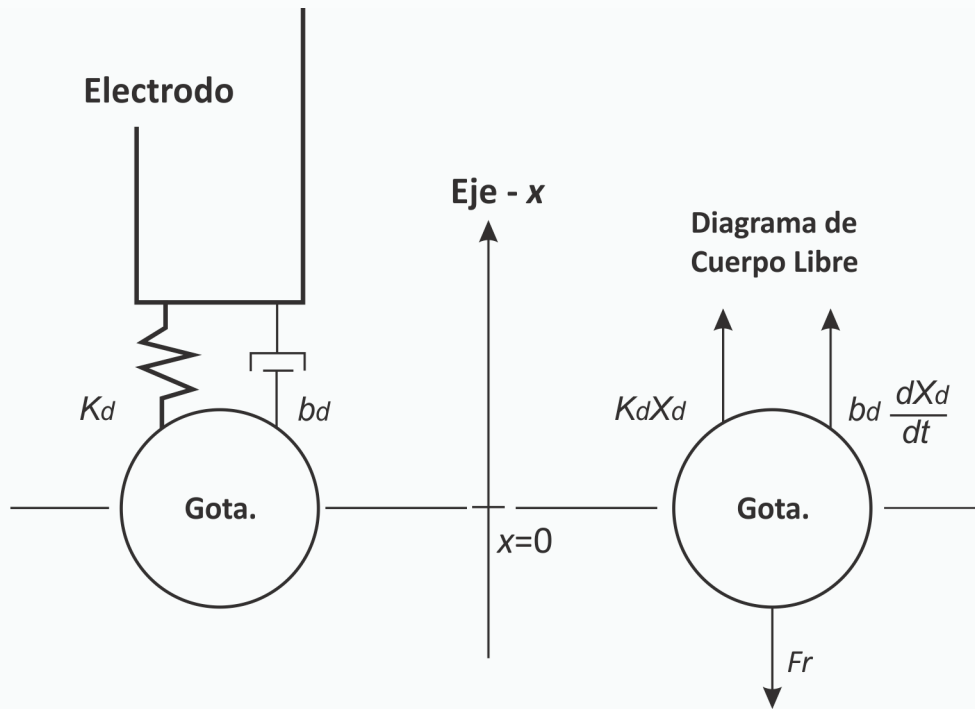 Electrodo
Eje - x
Diagrama de
Cuerpo Libre
Kd
bd
KdXd
bd dXd/dt
Gota.
Gota.
x=0
Fr